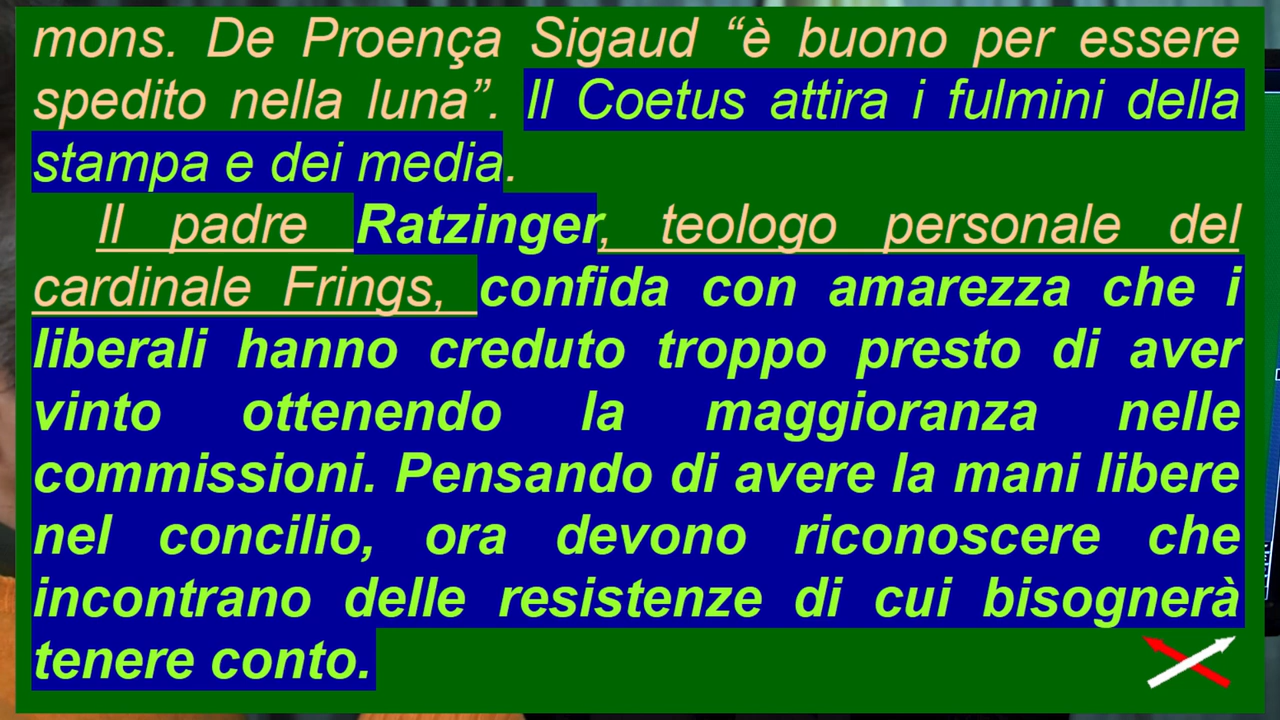 mons. De Proença Sigaud “è buono per essere
spedito nella luna”. Il Coetus attira i fulmini della
stampa e dei media.
Il padre Ratzinger, teologo personale del
cardinale Frings, confida con amarezza che i
liberali hanno creduto troppo presto di aver
vinto ottenendo la maggioranza nelle
commissioni. Pensando di avere la mani libere
nel concilio, ora devono riconoscere che
incontrano delle resistenze di cui bisognerà
tenere conto.